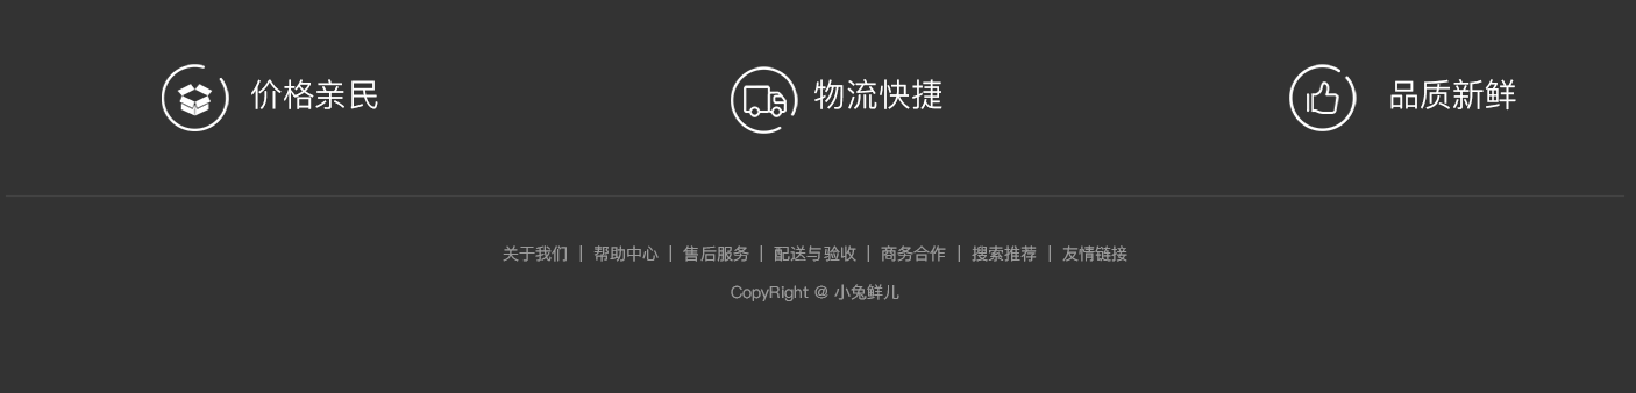 价格亲民 物流快捷 品质新鲜
关于我们 | 帮助中心 | 售后服务 | 配送与验收 | 商务合作 | 搜索推荐 | 友情链接
CopyRight @ 小兔鲜儿